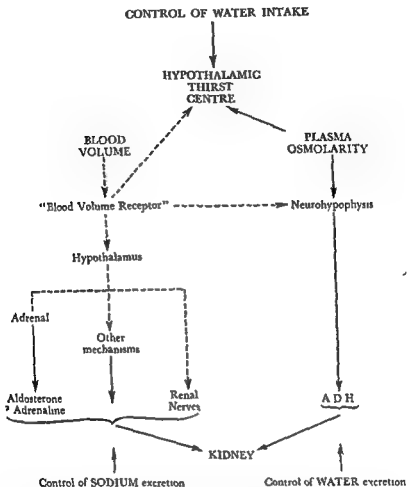 CONTROL OF WATER INTAKE
HYPOTHALAMIC
THIRST
CENTRE
BLOOD
VOLUME
PLASMA
OSMOLARITY
"Blood Volume Receptor"
Neurohypophysis
Hypothalamus
Adrenal
Other
mechanisms
Aldosterone
? Adrenaline
Renal
Nerves
A D H
KIDNEY
Control of SODIUM excretion
Control of WATER excretion